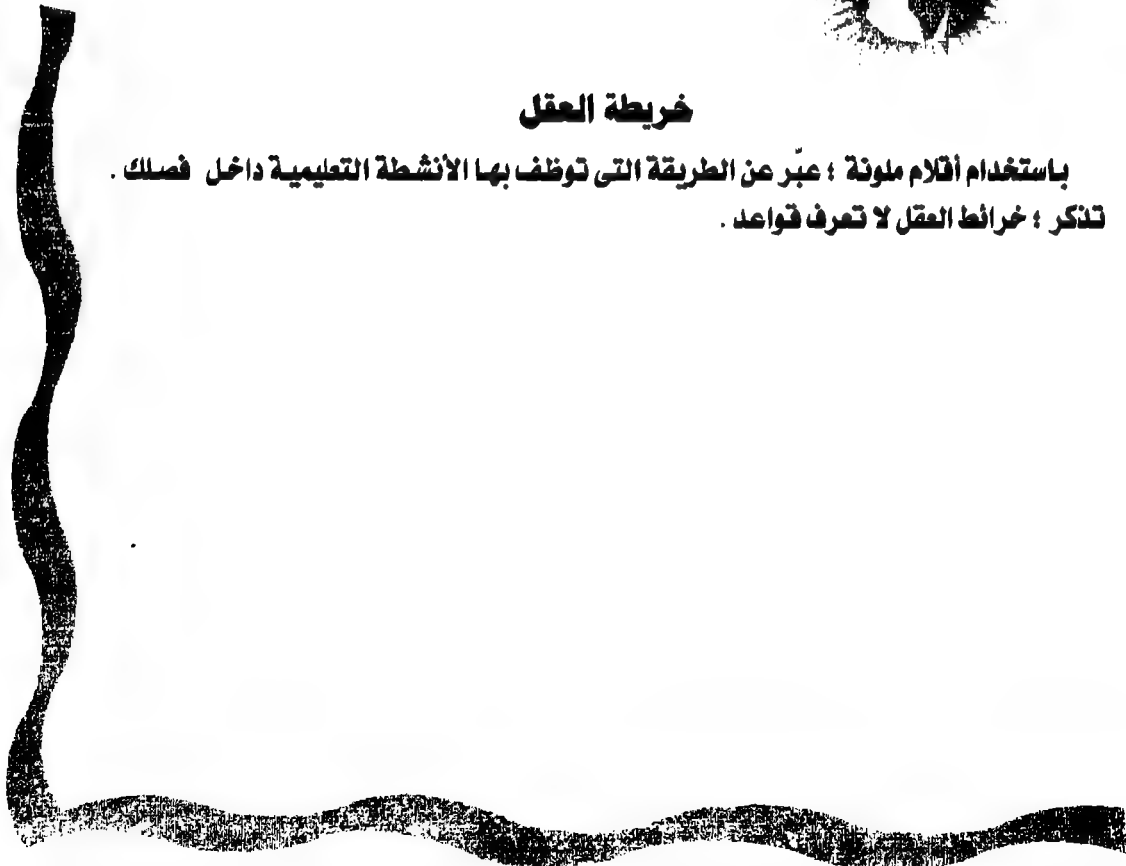 خريطة العقل
باستخدام أقلام ملونة ؛ عبّر عن الطريقة التى توظف بها الأنشطة التعليمية داخل فصلك .
تذكر ؛ خرائط العقل لا تعرف قواعد .